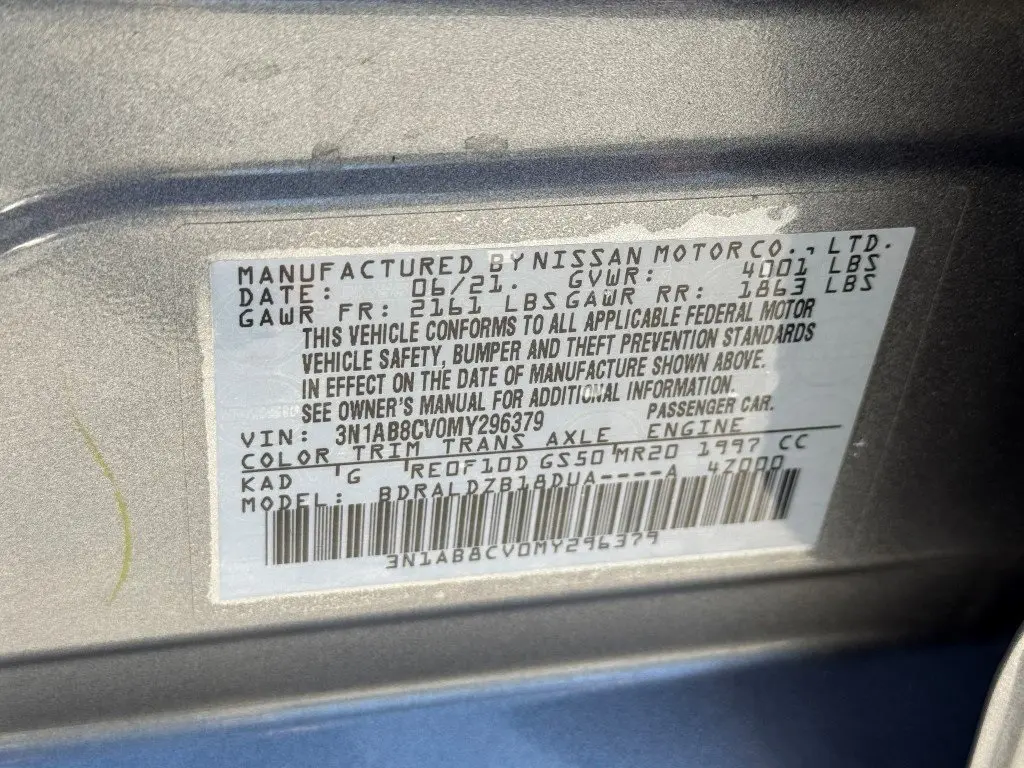 MANUFACTURED BY NISSAN MOTOR CO., LTD.
DATE: 06/21. GVWR: 4001 LBS
GAWR FR: 2161 LBS GAWR RR: 1863 LBS
THIS VEHICLE CONFORMS TO ALL APPLICABLE FEDERAL MOTOR
VEHICLE SAFETY, BUMPER AND THEFT PREVENTION STANDARDS
IN EFFECT ON THE DATE OF MANUFACTURE SHOWN ABOVE.
SEE OWNER'S MANUAL FOR ADDITIONAL INFORMATION.
VIN: 3N1AB8CV0MY296379 PASSENGER CAR.
COLOR TRIM TRANS AXLE ENGINE
KAD G RE0F10D GS50 MR20 1997 CC
MODEL: BDRALDZB18DUA----A 4Z000
3N1AB8CV0MY296379